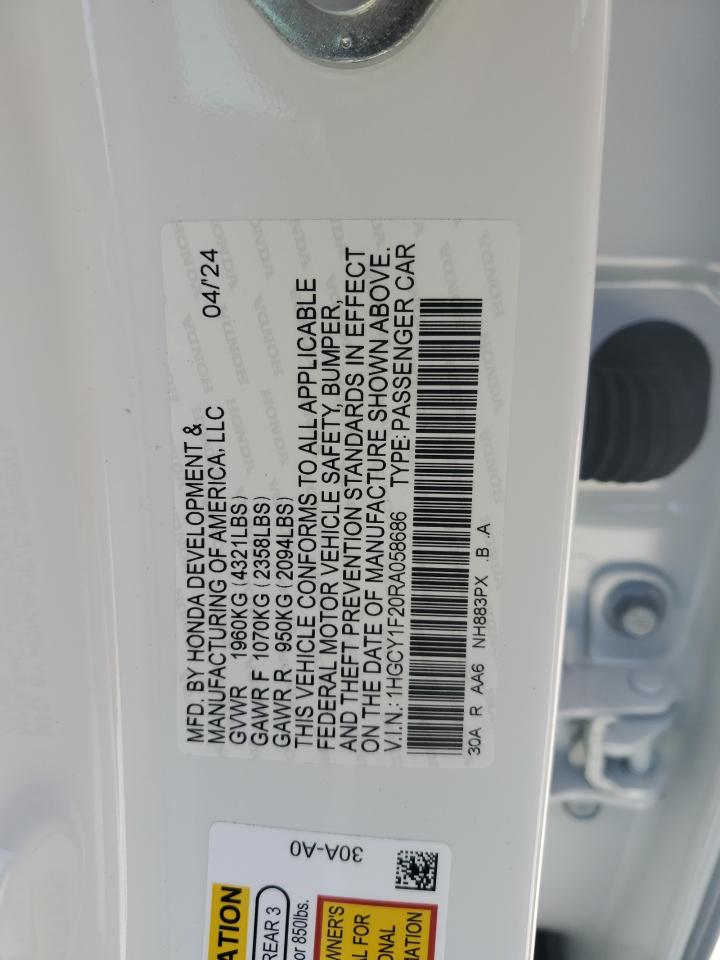 MFD. BY HONDA DEVELOPMENT &
MANUFACTURING OF AMERICA, LLC 04/'24
GVWR 1960KG (4321LBS)
GAWR F 1070KG (2358LBS)
GAWR R 950KG (2094LBS)
THIS VEHICLE CONFORMS TO ALL APPLICABLE
FEDERAL MOTOR VEHICLE SAFETY, BUMPER,
AND THEFT PREVENTION STANDARDS IN EFFECT
ON THE DATE OF MANUFACTURE SHOWN ABOVE.
V.I.N.: 1HGCY1F20RA058686 TYPE: PASSENGER CAR
30A R AA6 NH883PX .B .A
30A-A0
ATION
REAR 3
or 850lbs.
WNER'S
AL FOR
ONAL
MATION